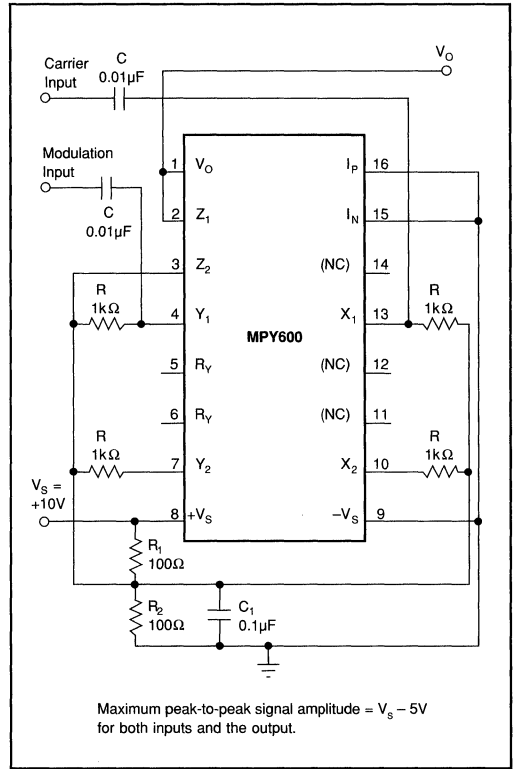 Carrier
Input
C
0.01µF
V_O
Modulation
Input
C
0.01µF
1 V_O I_P 16
2 Z_1 I_N 15
3 Z_2 (NC) 14
R
1kΩ
4 Y_1 X_1 13
R
1kΩ
MPY600
5 R_Y (NC) 12
6 R_Y (NC) 11
R
1kΩ
7 Y_2 X_2 10
R
1kΩ
V_S =
+10V
8 +V_S –V_S 9
R_1
100Ω
R_2
100Ω
C_1
0.1µF
Maximum peak-to-peak signal amplitude = V_S – 5V
for both inputs and the output.